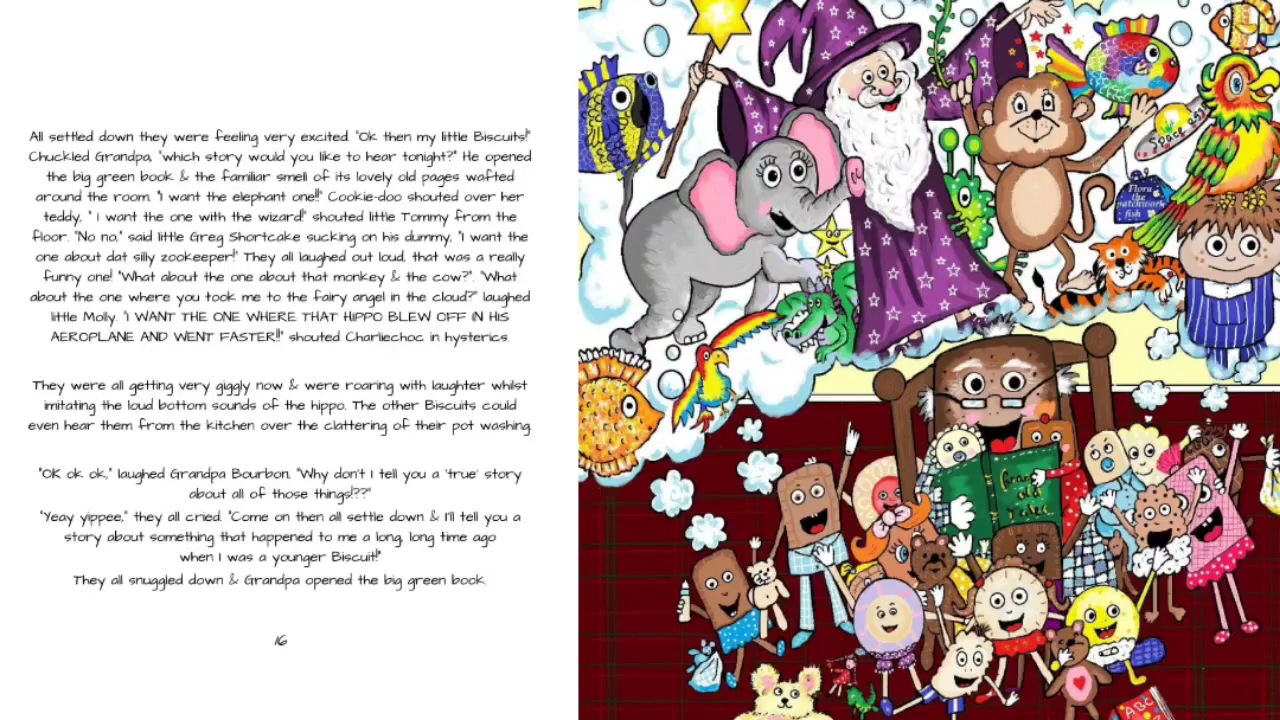 All settled down they were feeling very excited. "Ok then my little Biscuits!"
Chuckled Grandpa, "which story would you like to hear tonight?" He opened
the big green book & the familiar smell of its lovely old pages wafted
around the room. "I want the elephant one!!" Cookie-doo shouted over her
teddy, " I want the one with the wizard!" shouted little Tommy from the
floor. "No no," said little Greg Shortcake sucking on his dummy, "I want the
one about dat silly zookeeper!" They all laughed out loud, that was a really
funny one! "What about the one about that monkey & the cow?". "What
about the one where you took me to the fairy angel in the cloud?" laughed
little Molly. "I WANT THE ONE WHERE THAT HIPPO BLEW OFF IN HIS
AEROPLANE AND WENT FASTER!!" shouted Charliechoc in hysterics.
They were all getting very giggly now & were roaring with laughter whilst
imitating the loud bottom sounds of the hippo. The other Biscuits could
even hear them from the kitchen over the clattering of their pot washing.
"OK ok ok," laughed Grandpa Bourbon. "Why don't I tell you a 'true' story
about all of those things!??"
"Yeay yippee," they all cried. "Come on then all settle down & I'll tell you a
story about something that happened to me a long, long time ago
when I was a younger Biscuit!"
They all snuggled down & Grandpa opened the big green book.
16
Flora
the
patchwork
fish
old
Tales
ABC